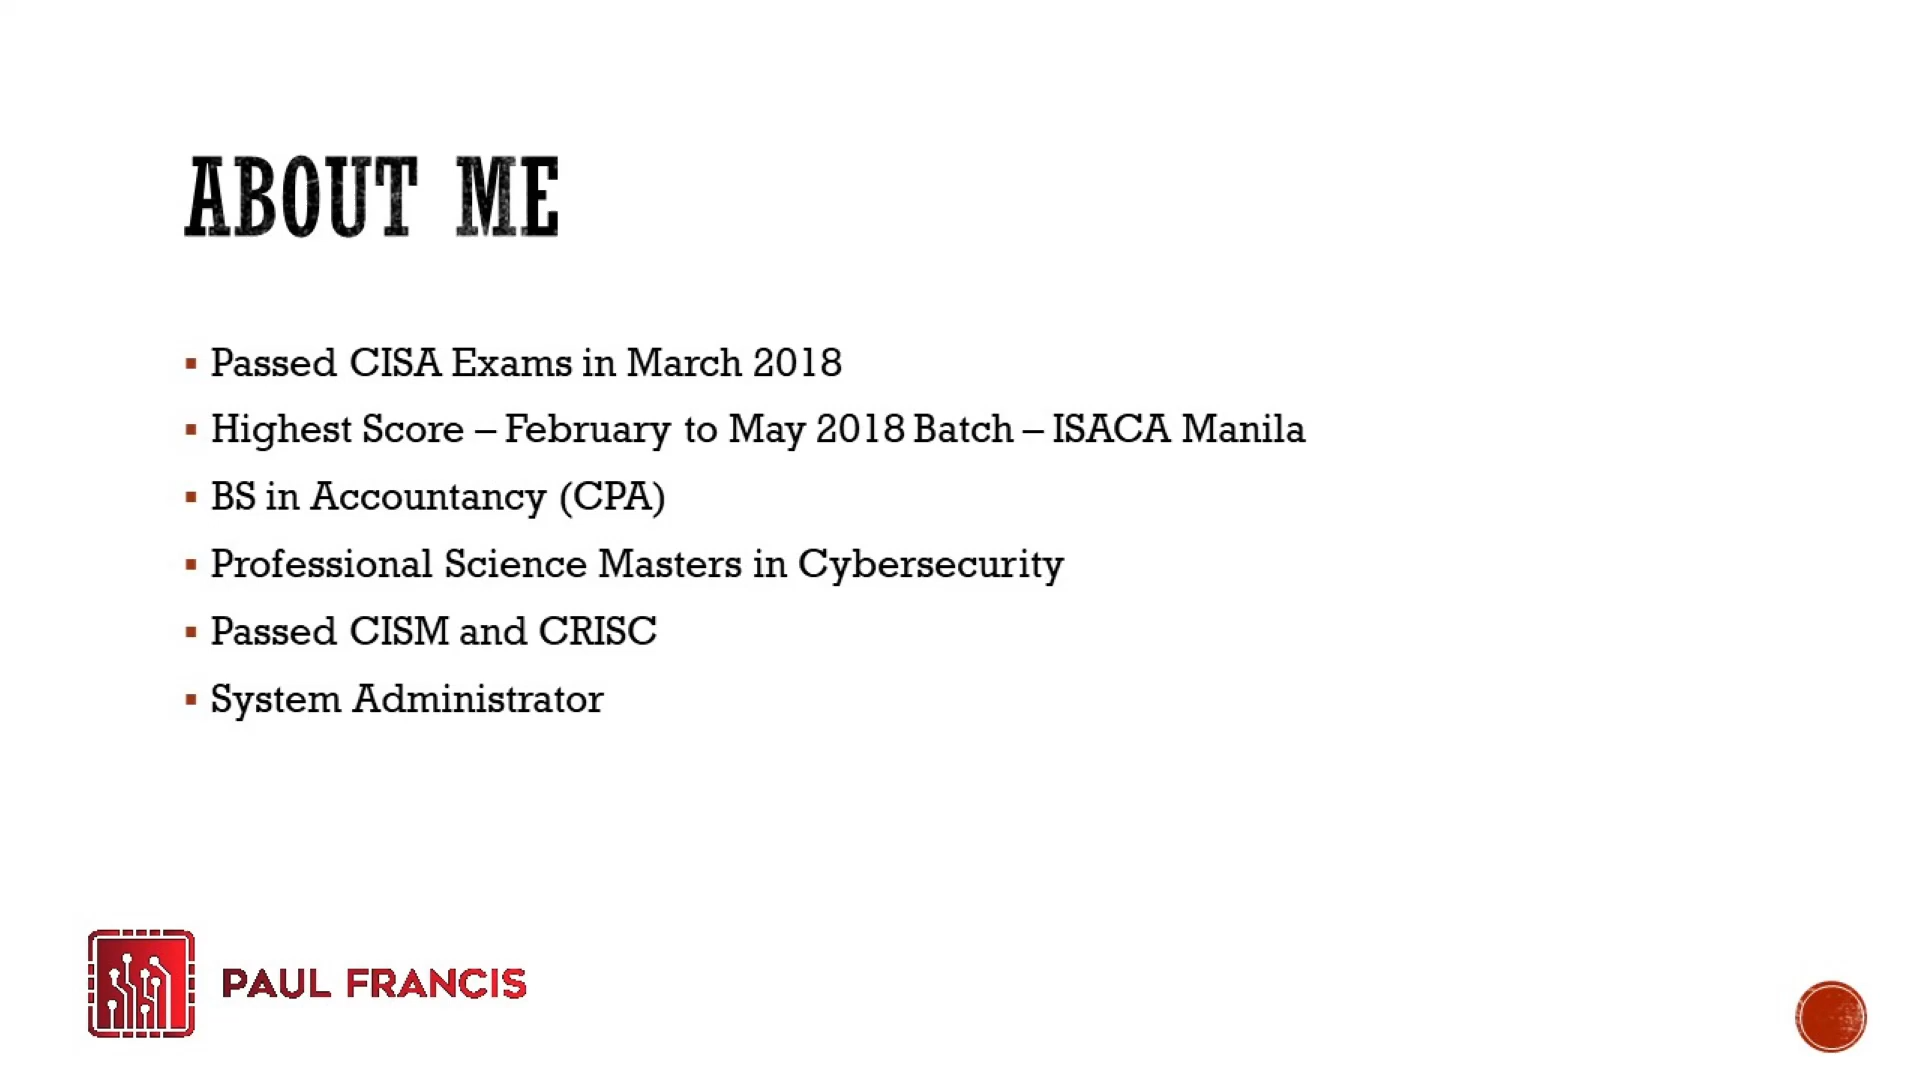 ABOUT ME
Passed CISA Exams in March 2018
Highest Score – February to May 2018 Batch – ISACA Manila
BS in Accountancy (CPA)
Professional Science Masters in Cybersecurity
Passed CISM and CRISC
System Administrator
PAUL FRANCIS